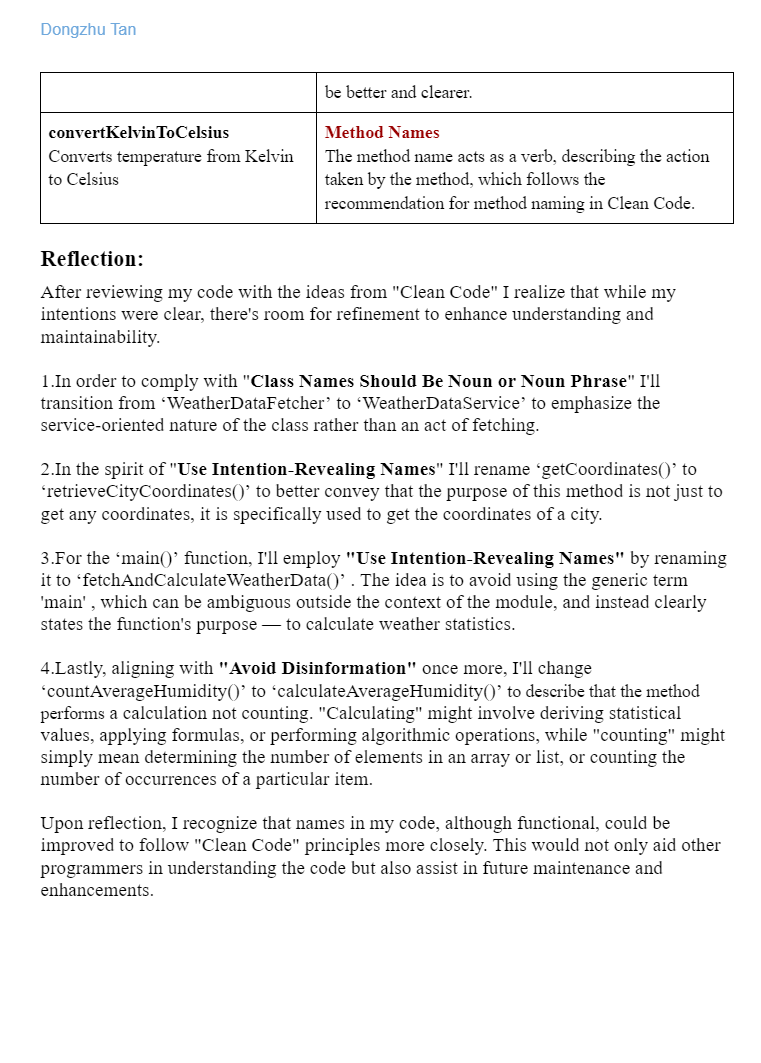 Dongzhu Tan
be better and clearer.
convertKelvinToCelsius
Converts temperature from Kelvin
to Celsius
Method Names
The method name acts as a verb, describing the action
taken by the method, which follows the
recommendation for method naming in Clean Code.
Reflection:
After reviewing my code with the ideas from "Clean Code" I realize that while my
intentions were clear, there's room for refinement to enhance understanding and
maintainability.
1.In order to comply with "Class Names Should Be Noun or Noun Phrase" I'll
transition from ‘WeatherDataFetcher’ to ‘WeatherDataService’ to emphasize the
service-oriented nature of the class rather than an act of fetching.
2.In the spirit of "Use Intention-Revealing Names" I'll rename ‘getCoordinates()’ to
‘retrieveCityCoordinates()’ to better convey that the purpose of this method is not just to
get any coordinates, it is specifically used to get the coordinates of a city.
3.For the ‘main()’ function, I'll employ "Use Intention-Revealing Names" by renaming
it to ‘fetchAndCalculateWeatherData()’ . The idea is to avoid using the generic term
'main' , which can be ambiguous outside the context of the module, and instead clearly
states the function's purpose — to calculate weather statistics.
4.Lastly, aligning with "Avoid Disinformation" once more, I'll change
‘countAverageHumidity()’ to ‘calculateAverageHumidity()’ to describe that the method
performs a calculation not counting. "Calculating" might involve deriving statistical
values, applying formulas, or performing algorithmic operations, while "counting" might
simply mean determining the number of elements in an array or list, or counting the
number of occurrences of a particular item.
Upon reflection, I recognize that names in my code, although functional, could be
improved to follow "Clean Code" principles more closely. This would not only aid other
programmers in understanding the code but also assist in future maintenance and
enhancements.